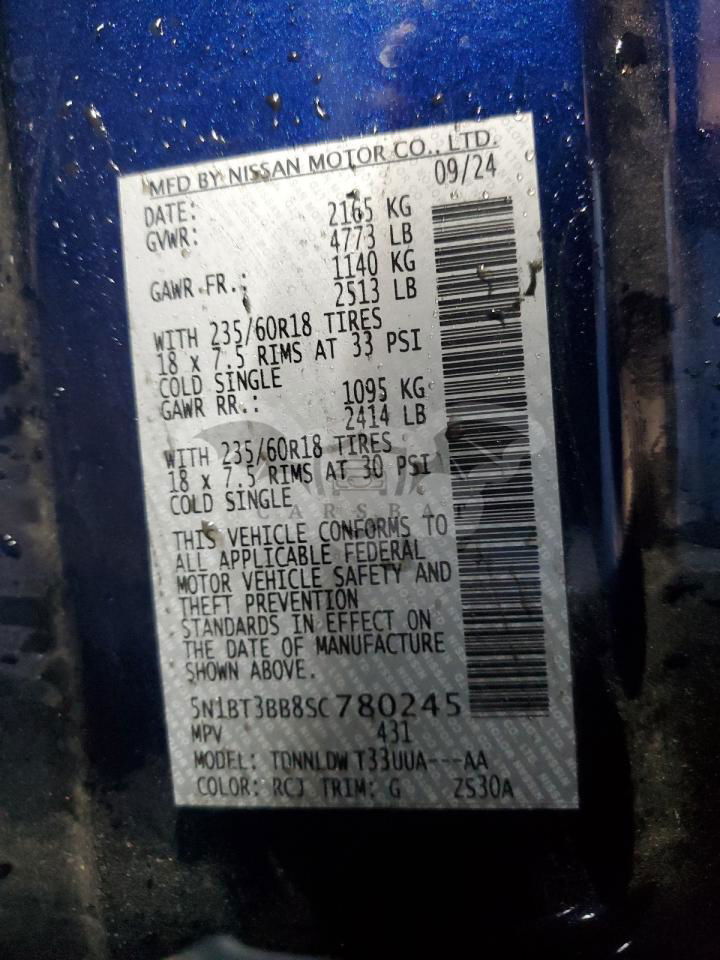 MFD BY NISSAN MOTOR CO., LTD.
DATE: 09/24
GVWR: 2165 KG
4773 LB
GAWR FR.: 1140 KG
2513 LB
WITH 235/60R18 TIRES
18 x 7.5 RIMS AT 33 PSI
COLD SINGLE
GAWR RR.: 1095 KG
2414 LB
WITH 235/60R18 TIRES
18 x 7.5 RIMS AT 30 PSI
COLD SINGLE
ARSBA
THIS VEHICLE CONFORMS TO
ALL APPLICABLE FEDERAL
MOTOR VEHICLE SAFETY AND
THEFT PREVENTION
STANDARDS IN EFFECT ON
THE DATE OF MANUFACTURE
SHOWN ABOVE.
5N1BT3BB8SC780245
MPV 431
MODEL: TDNNLDW T33UUA---AA
COLOR: RCJ TRIM: G ZS30A